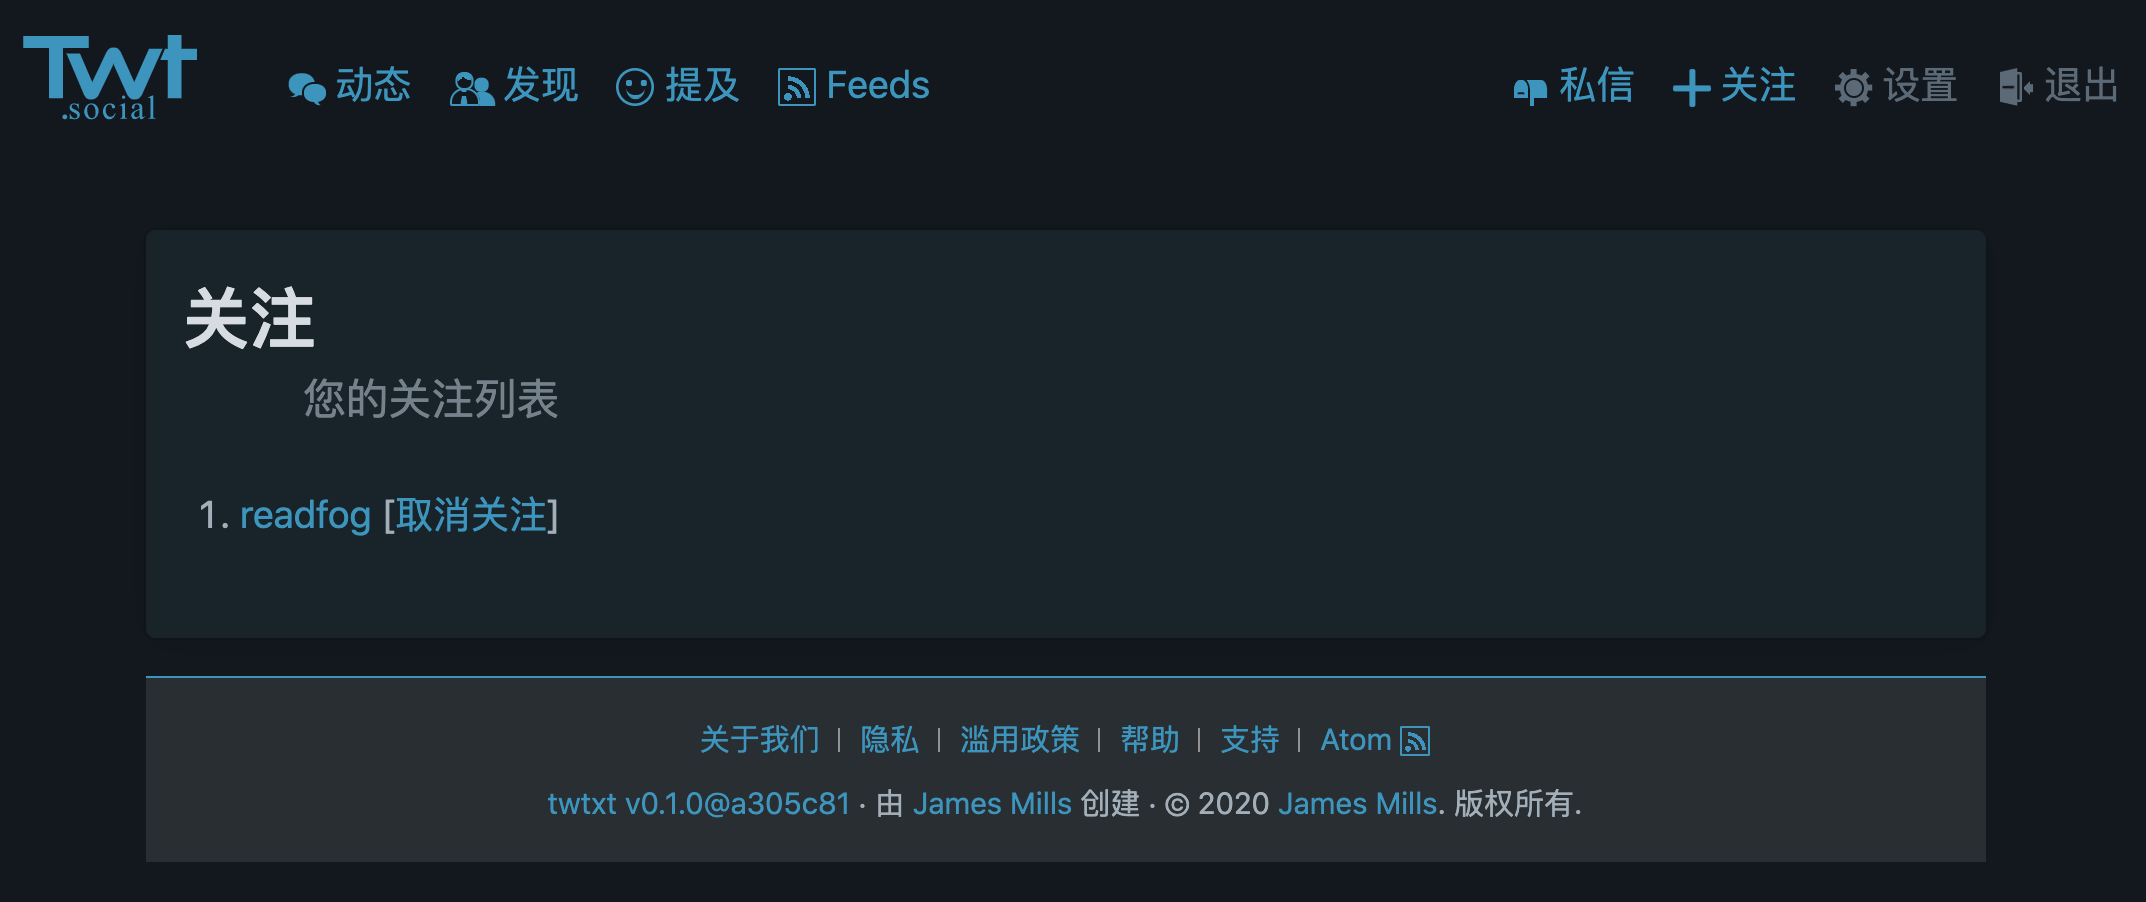 Twt
.social
动态 发现 提及 Feeds 私信 关注 设置 退出
关注
您的关注列表
1. readfog [取消关注]
关于我们 | 隐私 | 滥用政策 | 帮助 | 支持 | Atom
twtxt v0.1.0@a305c81 · 由 James Mills 创建 · © 2020 James Mills. 版权所有.